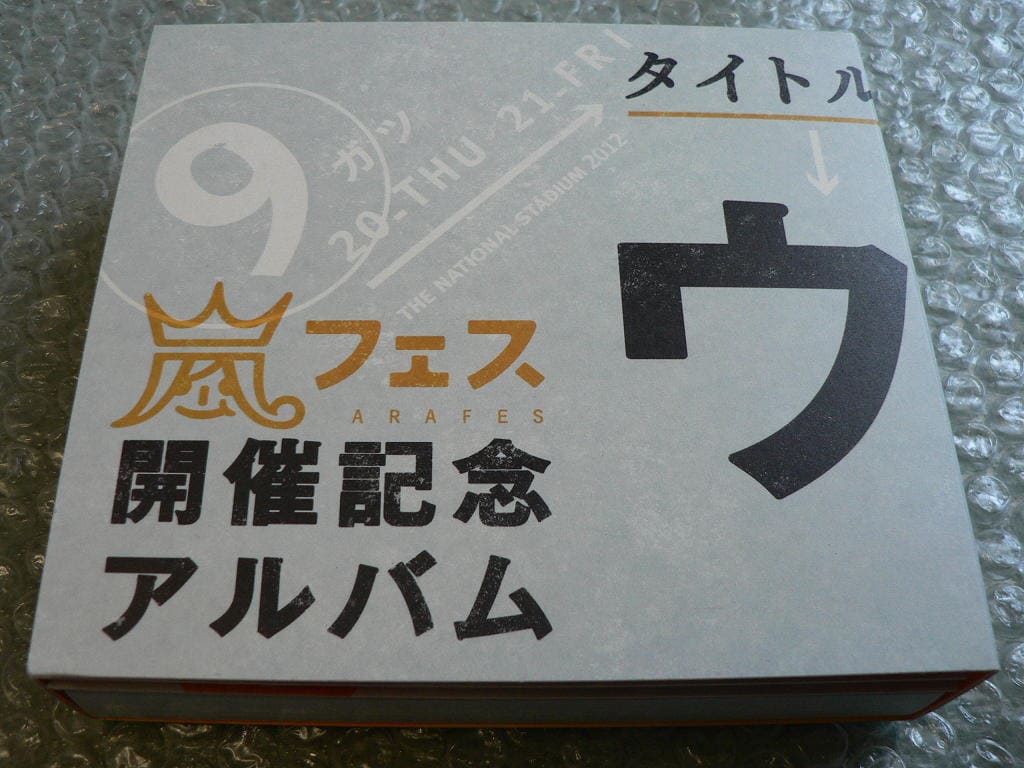 9
ガツ
20-THU 21-FRI
THE NATIONAL STADIUM 2012
タイトル
ウ
嵐フェス
ARAFES
開催記念
アルバム